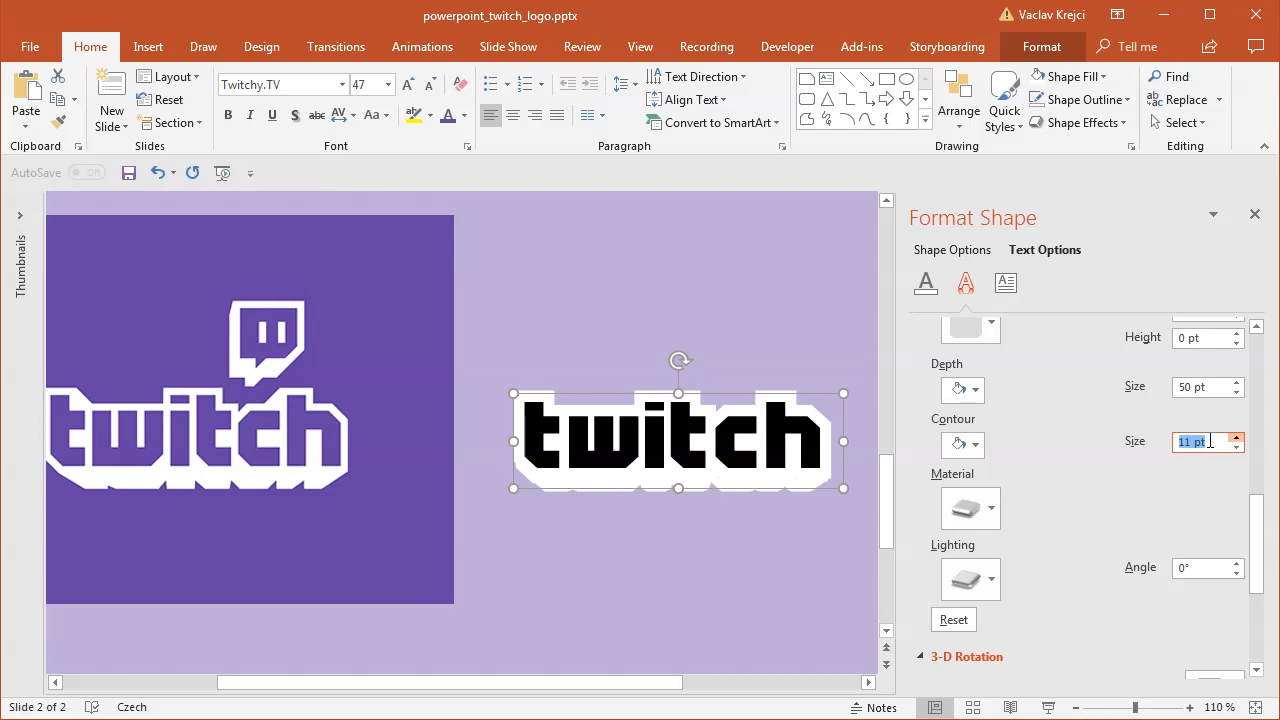 powerpoint_twitch_logo.pptx
Vaclav Krejci
File
Home
Insert
Draw
Design
Transitions
Animations
Slide Show
Review
View
Recording
Developer
Add-ins
Storyboarding
Format
Tell me
Paste
Clipboard
New
Slide
Layout
Reset
Section
Slides
Twitchy.TV
47
B I U S abc AV Aa
A A
Font
Text Direction
Align Text
Convert to SmartArt
Paragraph
Arrange
Quick
Styles
Shape Fill
Shape Outline
Shape Effects
Drawing
Find
Replace
Select
Editing
AutoSave
Off
Thumbnails
twitch
twitch
Format Shape
Shape Options
Text Options
Height
0 pt
Depth
Size
50 pt
Contour
Size
11 pt
Material
Lighting
Angle
0°
Reset
3-D Rotation
Slide 2 of 2
Czech
Notes
110 %